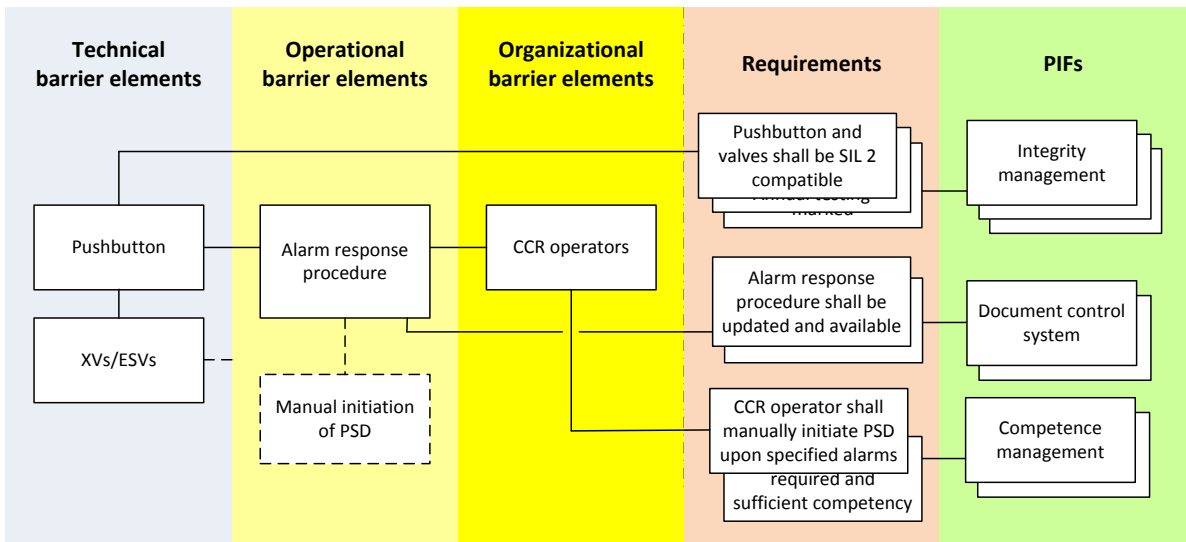 Technical
barrier elements
Operational
barrier elements
Organizational
barrier elements
Requirements
PIFs
Pushbutton and
valves shall be SIL 2
compatible
Annual testing
marked
Integrity
management
Pushbutton
Alarm response
procedure
CCR operators
Alarm response
procedure shall be
updated and available
Document control
system
XVs/ESVs
Manual initiation
of PSD
CCR operator shall
manually initiate PSD
upon specified alarms
required and
sufficient competency
Competence
management